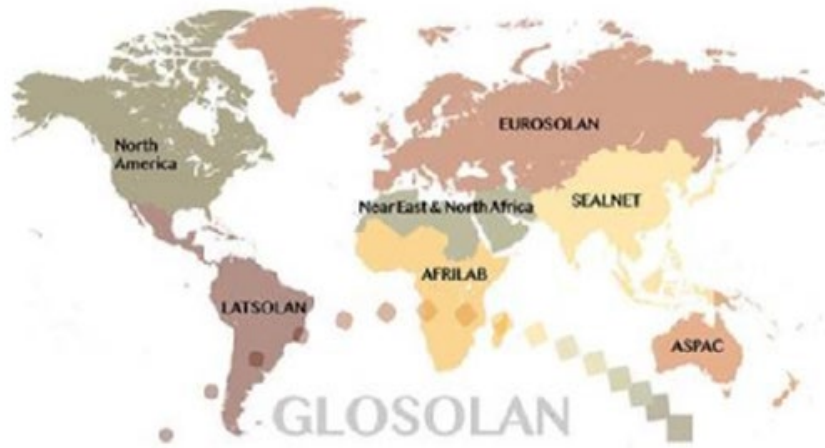 EUROSOLAN
North
America
SEALNET
Near East & North Africa
AFRILAB
LATSOLAN
ASPAC
GLOSOLAN